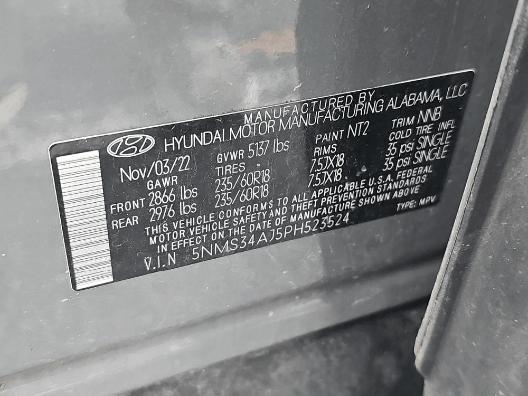 MANUFACTURED BY
HYUNDAI MOTOR MANUFACTURING ALABAMA, LLC
Nov/03/22 GVWR 5137 lbs PAINT NT2 TRIM NNB
GAWR TIRES RIMS COLD TIRE INFL
FRONT 2866 lbs 235/60R18 7.5JX18 35 psi SINGLE
REAR 2976 lbs 235/60R18 7.5JX18 35 psi SINGLE
THIS VEHICLE CONFORMS TO ALL APPLICABLE U.S.A. FEDERAL
MOTOR VEHICLE SAFETY AND THEFT PREVENTION STANDARDS
IN EFFECT ON THE DATE OF MANUFACTURE SHOWN ABOVE.
V.I.N 5NMS34AJ5PH523524 TYPE: MPV